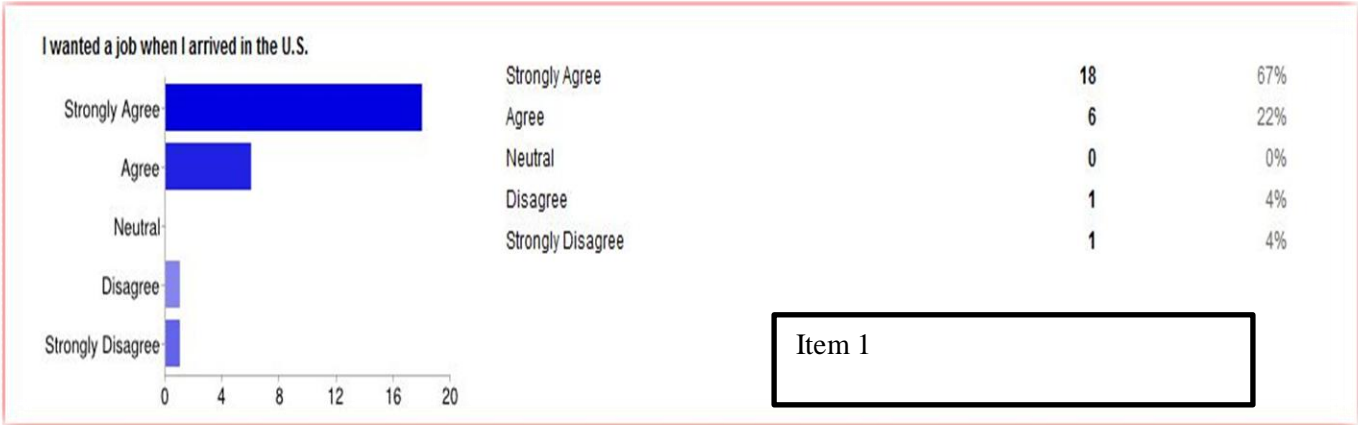 I wanted a job when I arrived in the U.S.
Strongly Agree
Agree
Neutral
Disagree
Strongly Disagree
0 4 8 12 16 20
Strongly Agree 18 67%
Agree 6 22%
Neutral 0 0%
Disagree 1 4%
Strongly Disagree 1 4%
Item 1